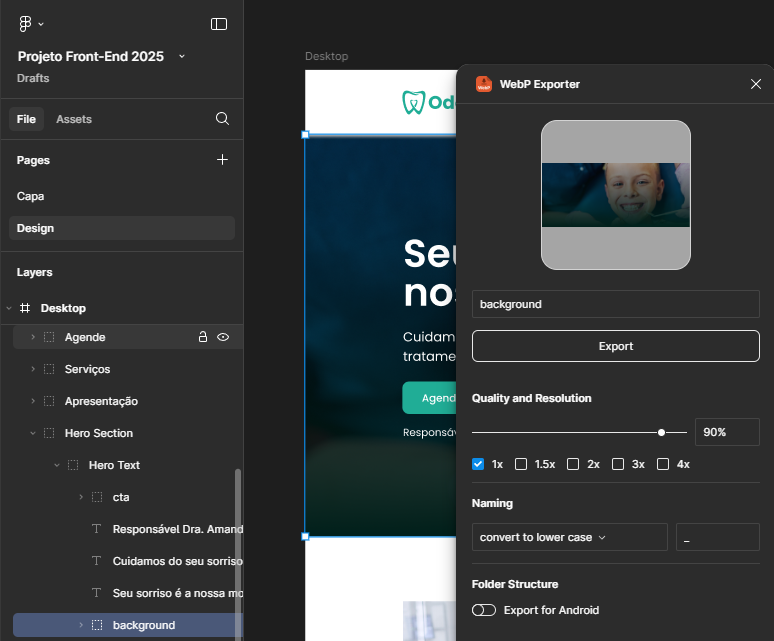 Projeto Front-End 2025
Drafts
File
Assets
Pages
Capa
Design
Layers
Desktop
Agende
Serviços
Apresentação
Hero Section
Hero Text
cta
Responsável Dra. Amand
Cuidamos do seu sorriso
Seu sorriso é a nossa mo
background
Desktop
Od
Seu
nos
Cuidam
tratame
Agend
Responsáv
WebP Exporter
background
Export
Quality and Resolution
90%
1x 1.5x 2x 3x 4x
Naming
convert to lower case
_
Folder Structure
Export for Android